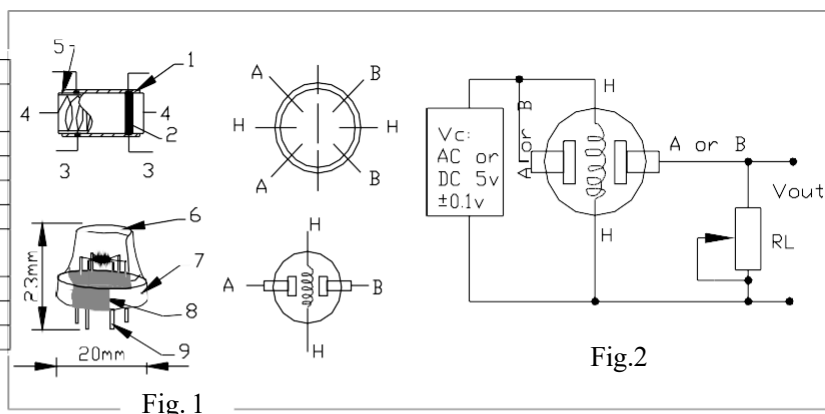 5
1
4
4
2
3
3
A
B
H
H
A
B
6
7
8
9
23mm
20mm
H
A
B
H
Fig. 1
Vc:
AC or
DC 5v
±0.1v
A or B
H
H
A or B
Vout
RL
Fig.2